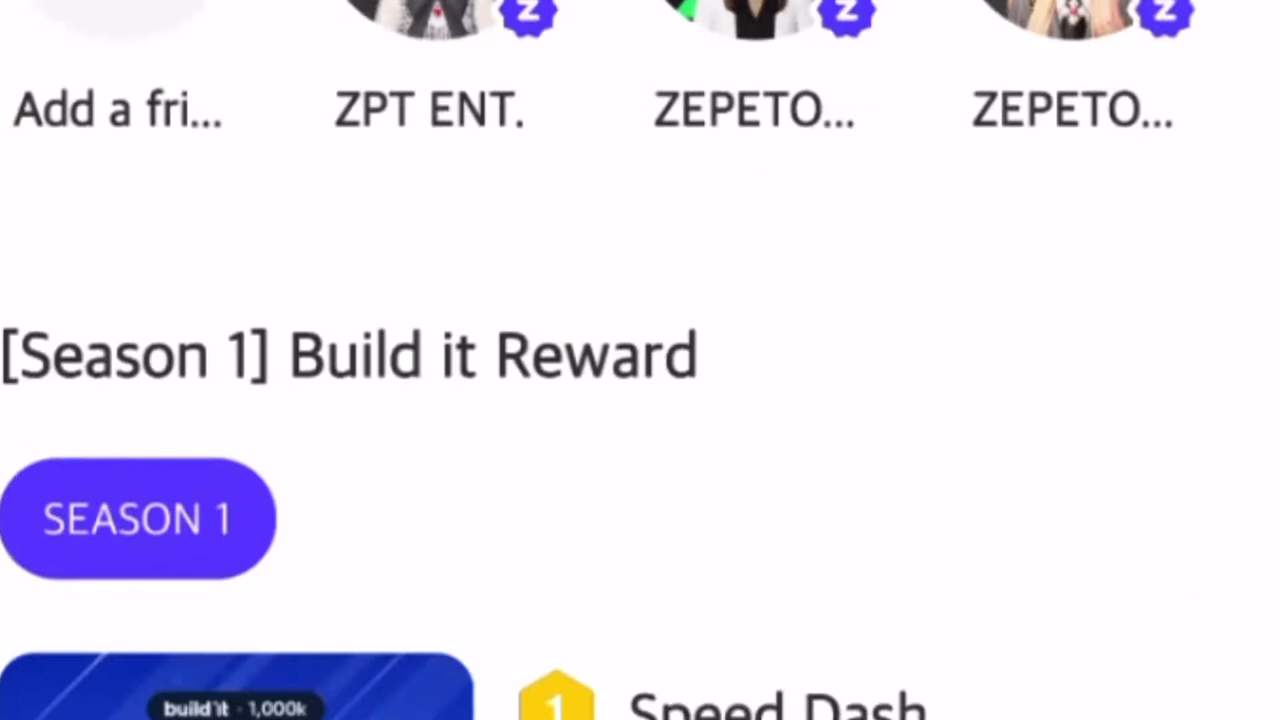 Z Z Z
Add a fri... ZPT ENT. ZEPETO... ZEPETO...
[Season 1] Build it Reward
SEASON 1
build it · 1,000k
1 Speed Dash